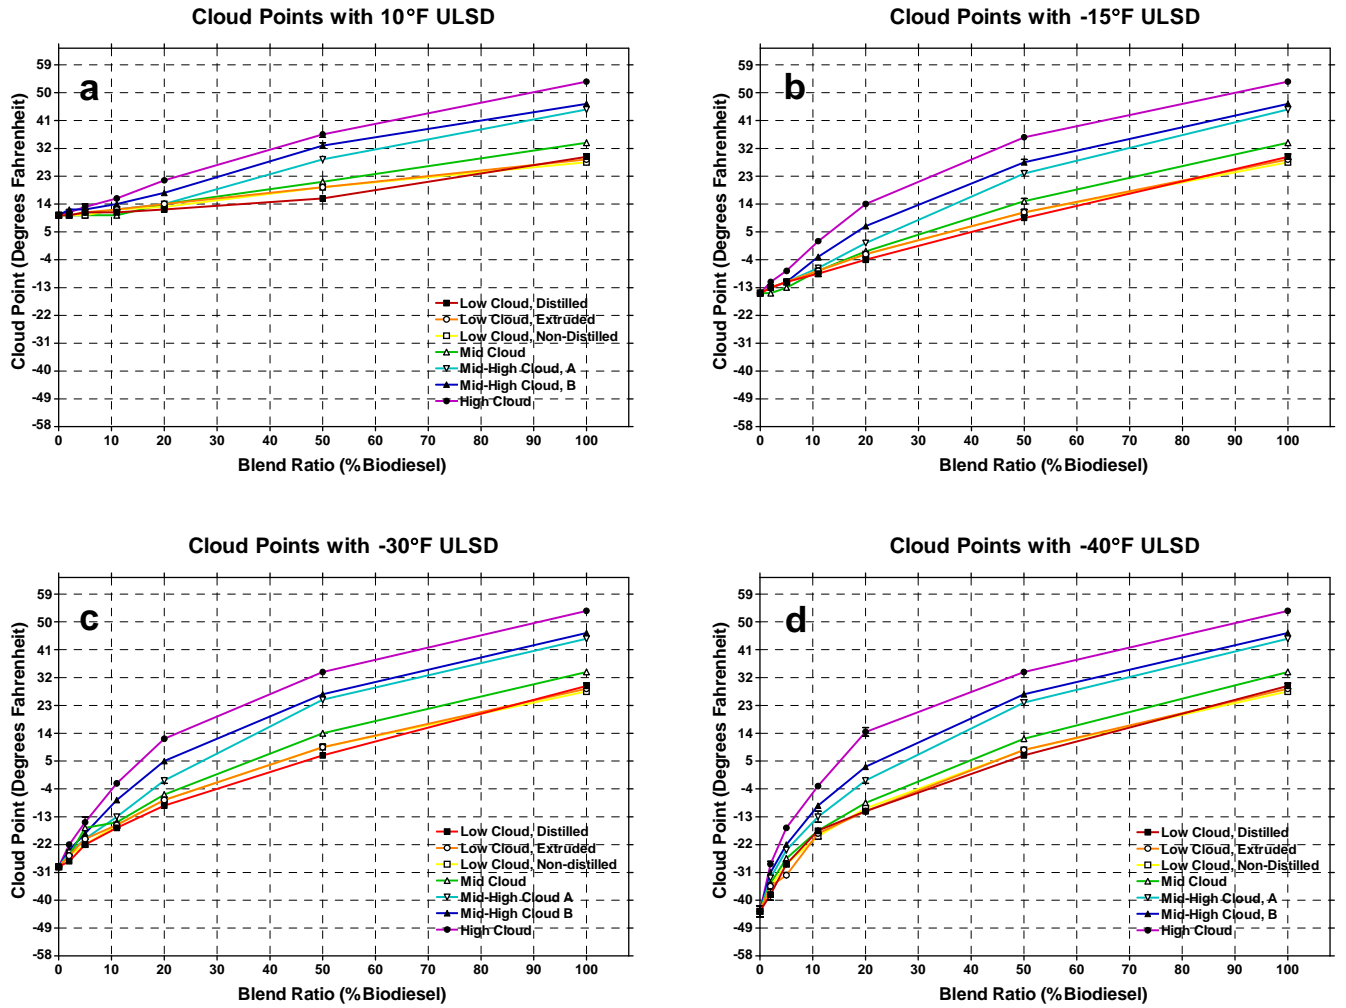 Cloud Points with 10°F ULSD
a
Cloud Point (Degrees Fahrenheit)
59
50
41
32
23
14
5
-4
-13
-22
-31
-40
-49
-58
Low Cloud, Distilled
Low Cloud, Extruded
Low Cloud, Non-Distilled
Mid Cloud
Mid-High Cloud, A
Mid-High Cloud, B
High Cloud
0 10 20 30 40 50 60 70 80 90 100
Blend Ratio (%Biodiesel)
Cloud Points with -15°F ULSD
b
Cloud Point (Degrees Fahrenheit)
59
50
41
32
23
14
5
-4
-13
-22
-31
-40
-49
-58
0 10 20 30 40 50 60 70 80 90 100
Blend Ratio (%Biodiesel)
Cloud Points with -30°F ULSD
c
Cloud Point (Degrees Fahrenheit)
59
50
41
32
23
14
5
-4
-13
-22
-31
-40
-49
-58
Low Cloud, Distilled
Low Cloud, Extruded
Low Cloud, Non-distilled
Mid Cloud
Mid-High Cloud A
Mid-High Cloud B
High Cloud
0 10 20 30 40 50 60 70 80 90 100
Blend Ratio (%Biodiesel)
Cloud Points with -40°F ULSD
d
Cloud Point (Degrees Fahrenheit)
59
50
41
32
23
14
5
-4
-13
-22
-31
-40
-49
-58
Low Cloud, Distilled
Low Cloud, Extruded
Low Cloud, Non-Distilled
Mid Cloud
Mid-High Cloud, A
Mid-High Cloud, B
High Cloud
0 10 20 30 40 50 60 70 80 90 100
Blend Ratio (%Biodiesel)